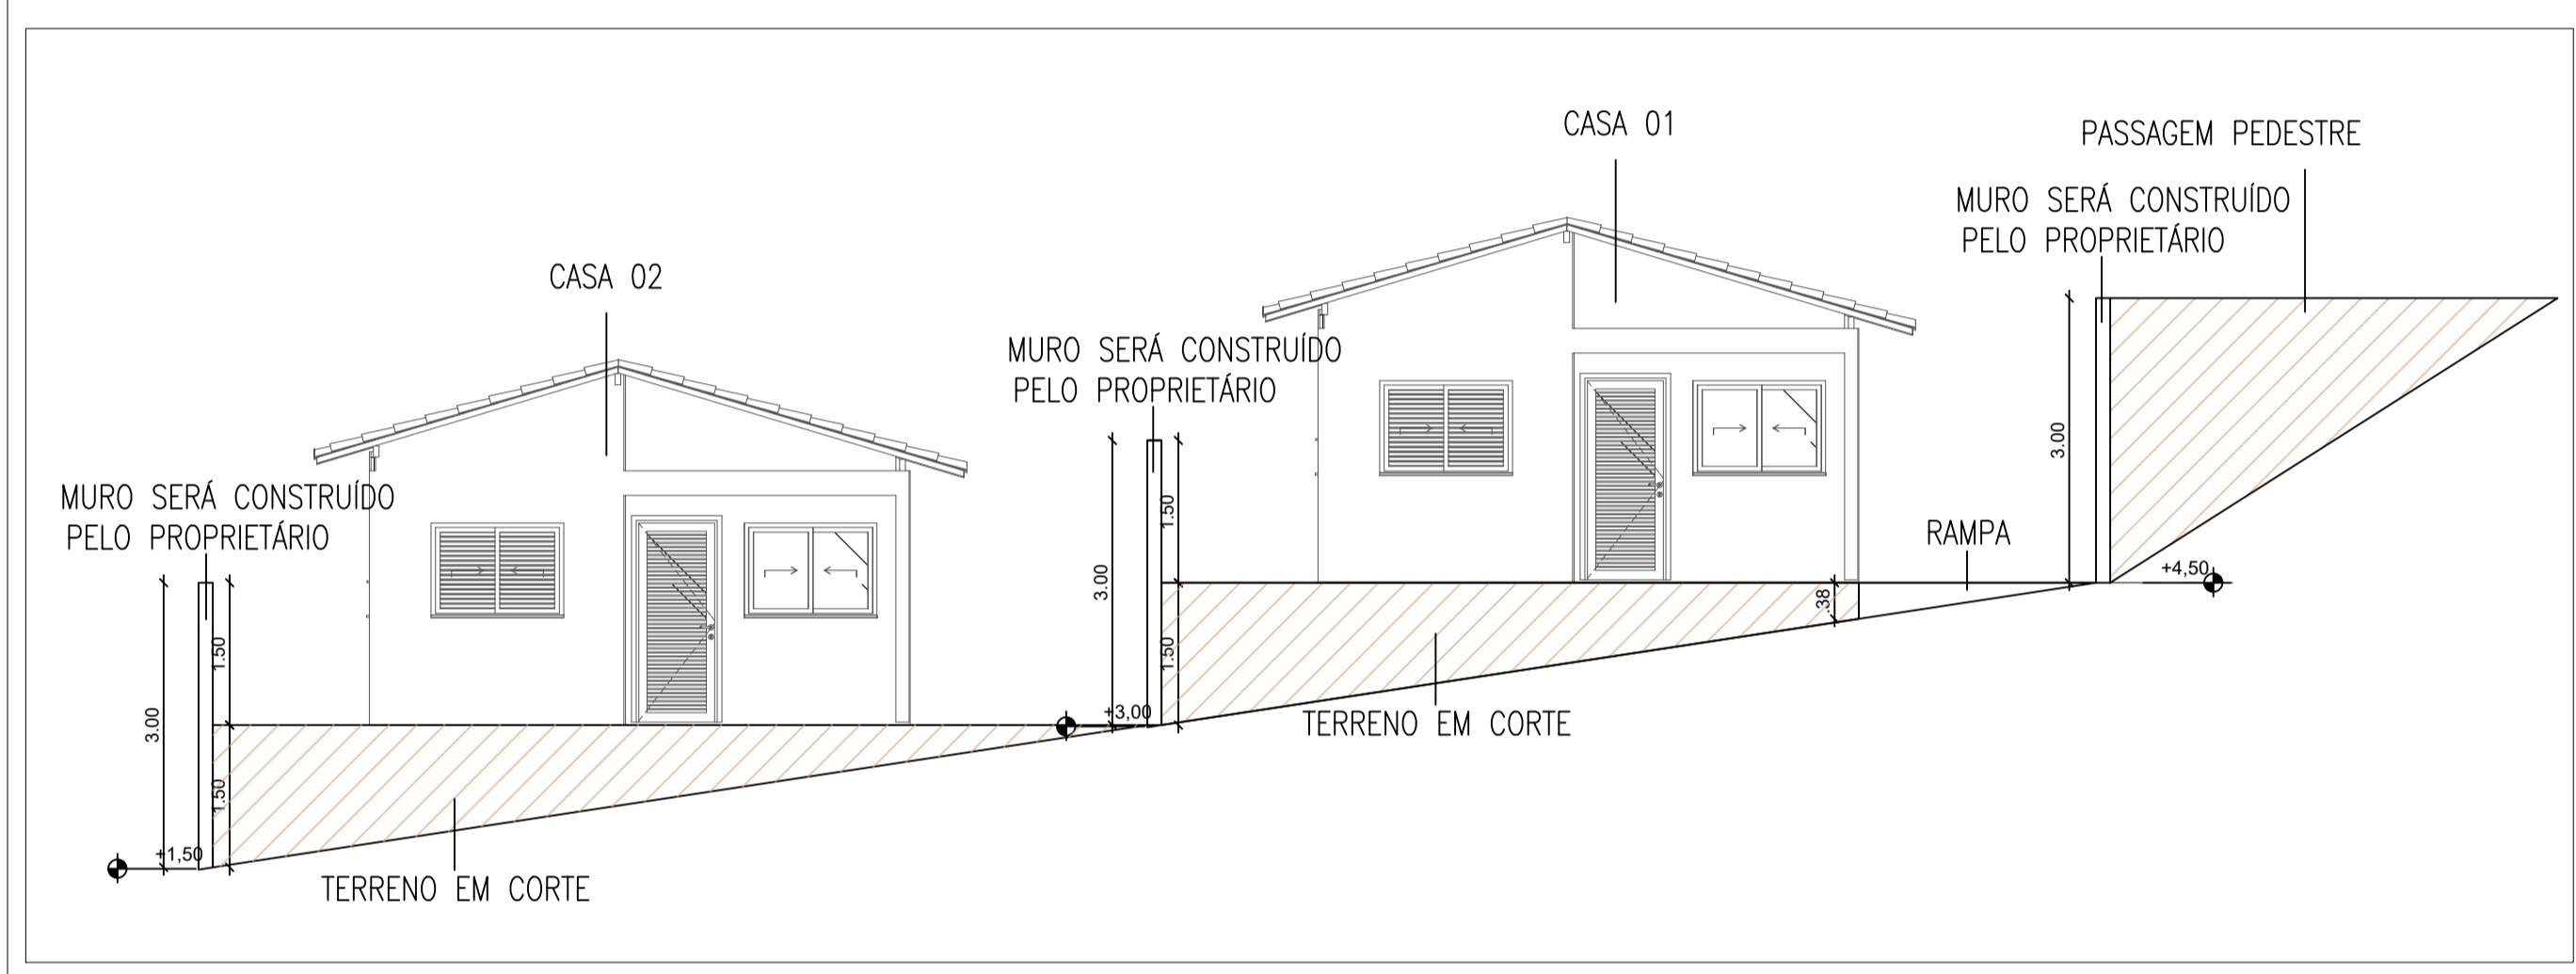 CASA 01
PASSAGEM PEDESTRE
MURO SERÁ CONSTRUÍDO
PELO PROPRIETÁRIO
CASA 02
MURO SERÁ CONSTRUÍDO
PELO PROPRIETÁRIO
MURO SERÁ CONSTRUÍDO
PELO PROPRIETÁRIO
3.00
1.50
RAMPA
+4,50
3.00
.38
1.50
1.50
1.50
+3,00
TERRENO EM CORTE
3.00
1.50
+1,50
TERRENO EM CORTE